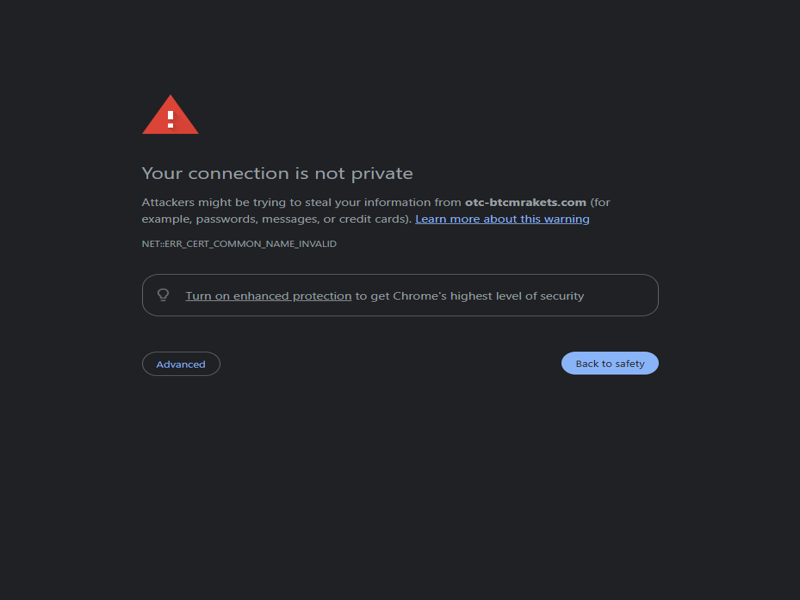 Your connection is not private
Attackers might be trying to steal your information from otc-btcmrakets.com (for
example, passwords, messages, or credit cards). Learn more about this warning
NET::ERR_CERT_COMMON_NAME_INVALID
Turn on enhanced protection to get Chrome's highest level of security
Advanced
Back to safety